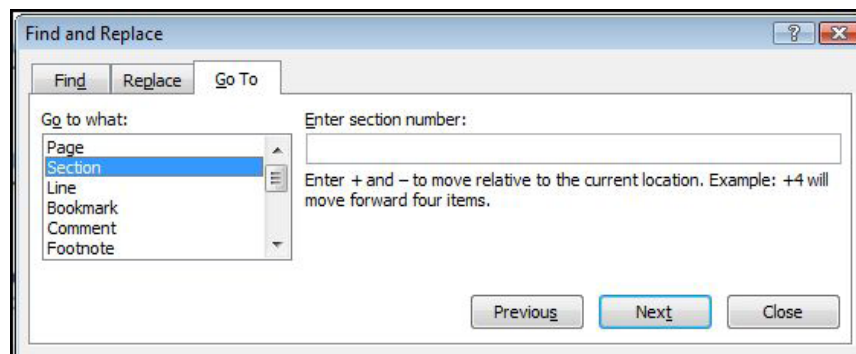 Find and Replace
Find Replace Go To
Go to what:
Page
Section
Line
Bookmark
Comment
Footnote
Enter section number:
Enter + and – to move relative to the current location. Example: +4 will
move forward four items.
Previous Next Close